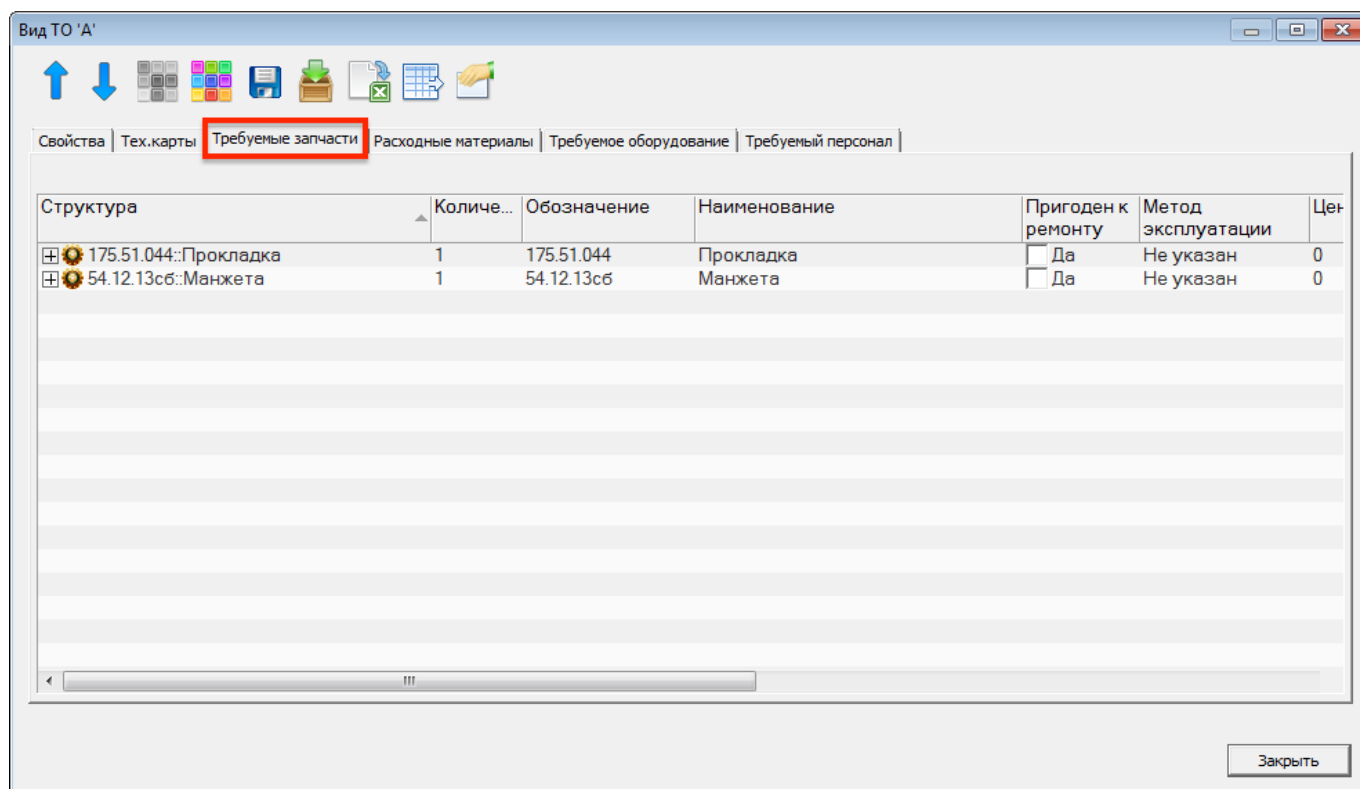 Вид ТО 'А'
Свойства Тех.карты Требуемые запчасти Расходные материалы Требуемое оборудование Требуемый персонал
Структура Количе... Обозначение Наименование Пригоден к ремонту Метод эксплуатации Цен
175.51.044::Прокладка 1 175.51.044 Прокладка Да Не указан 0
54.12.13сб::Манжета 1 54.12.13сб Манжета Да Не указан 0
Закрыть